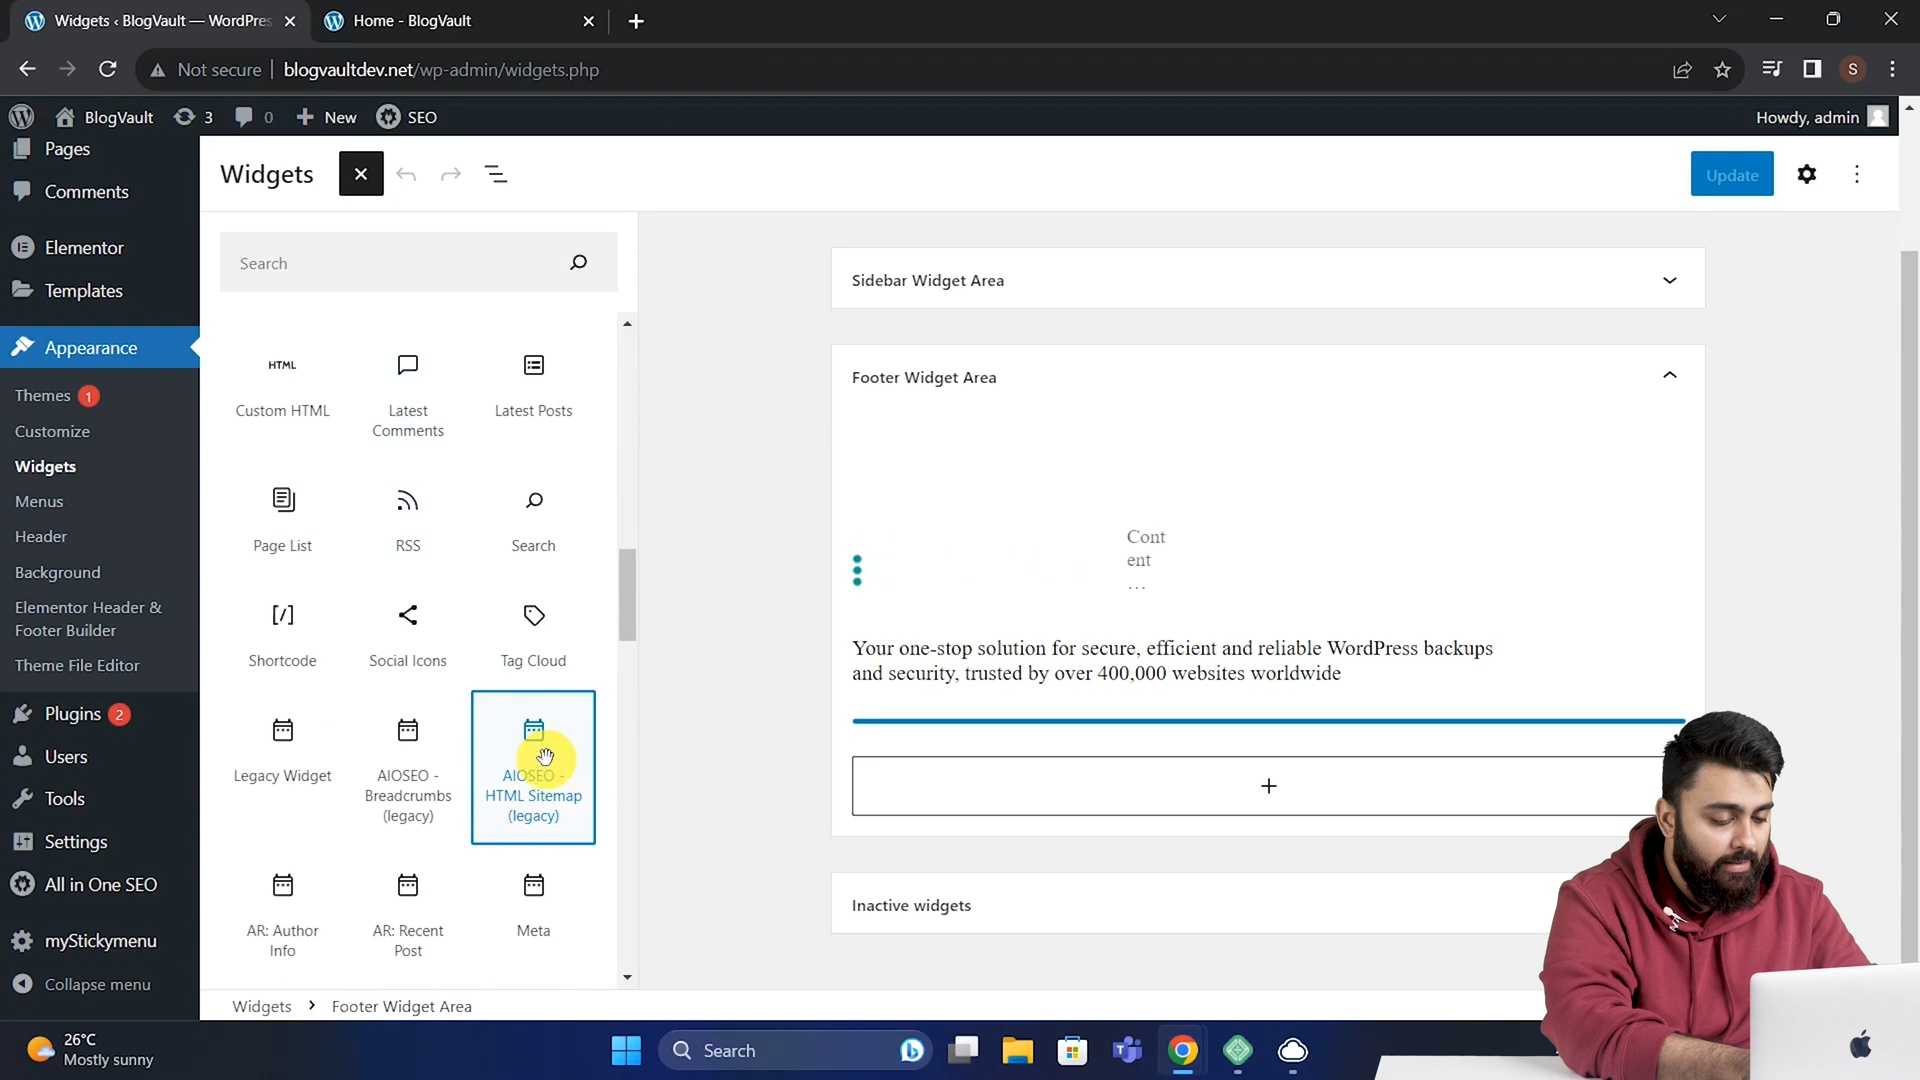 Widgets ‹ BlogVault — WordPres
Home - BlogVault
Not secure
blogvaultdev.net/wp-admin/widgets.php
S
BlogVault
3
0
New
SEO
Howdy, admin
Pages
Comments
Elementor
Templates
Appearance
Themes 1
Customize
Widgets
Menus
Header
Background
Elementor Header &
Footer Builder
Theme File Editor
Plugins 2
Users
Tools
Settings
All in One SEO
myStickymenu
Collapse menu
Widgets
Update
Search
HTML
Custom HTML
Latest
Comments
Latest Posts
Page List
RSS
Search
[/]
Shortcode
Social Icons
Tag Cloud
Legacy Widget
AIOSEO -
Breadcrumbs
(legacy)
AIOSEO -
HTML Sitemap
(legacy)
AR: Author
Info
AR: Recent
Post
Meta
Sidebar Widget Area
Footer Widget Area
Cont
ent
...
Your one-stop solution for secure, efficient and reliable WordPress backups
and security, trusted by over 400,000 websites worldwide
Inactive widgets
Widgets › Footer Widget Area
26°C
Mostly sunny
Search